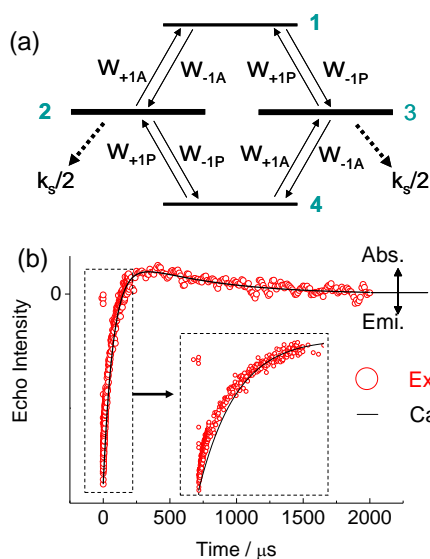 (a)
1
W+1A W-1A W+1P W-1P
2 3
W+1P W-1P W+1A W-1A
ks/2 ks/2
4
(b)
Abs.
0
Emi.
Echo Intensity
Ex
Ca
0 500 1000 1500 2000
Time / μs